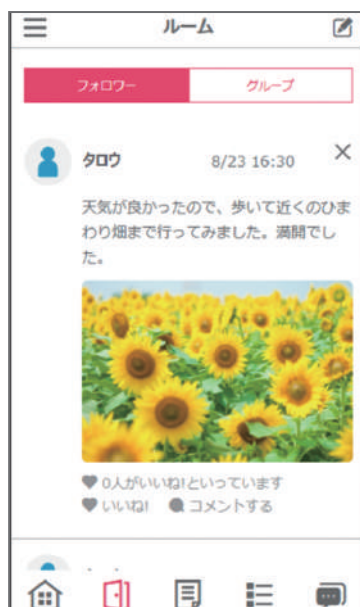 ルーム
フォロワー
グループ
タロウ
8/23 16:30
天気が良かったので、歩いて近くのひま
わり畑まで行ってみました。満開でし
た。
0人がいいね!といっています
いいね! コメントする